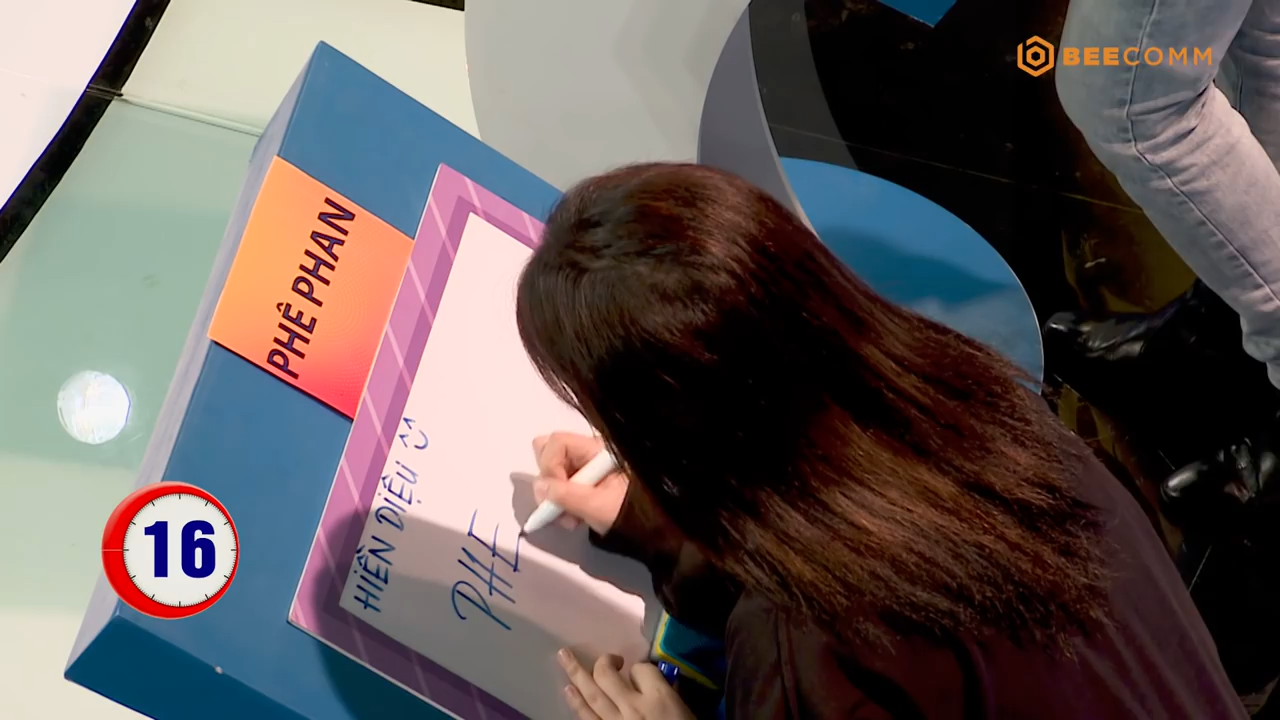 BEECOMM
PHÊ PHAN
HIỀN DIỆU
PHE
16